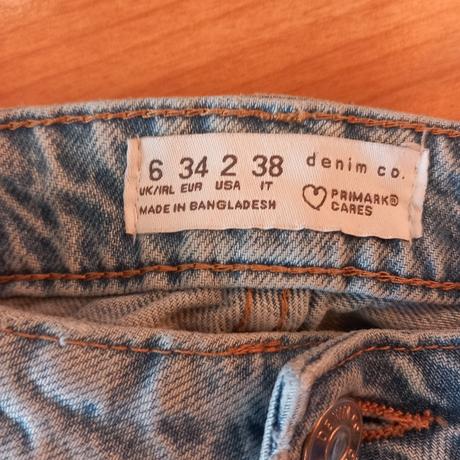 6 34 2 38 denim co.
UK/IRL EUR USA IT
PRIMARK®
CARES
MADE IN BANGLADESH